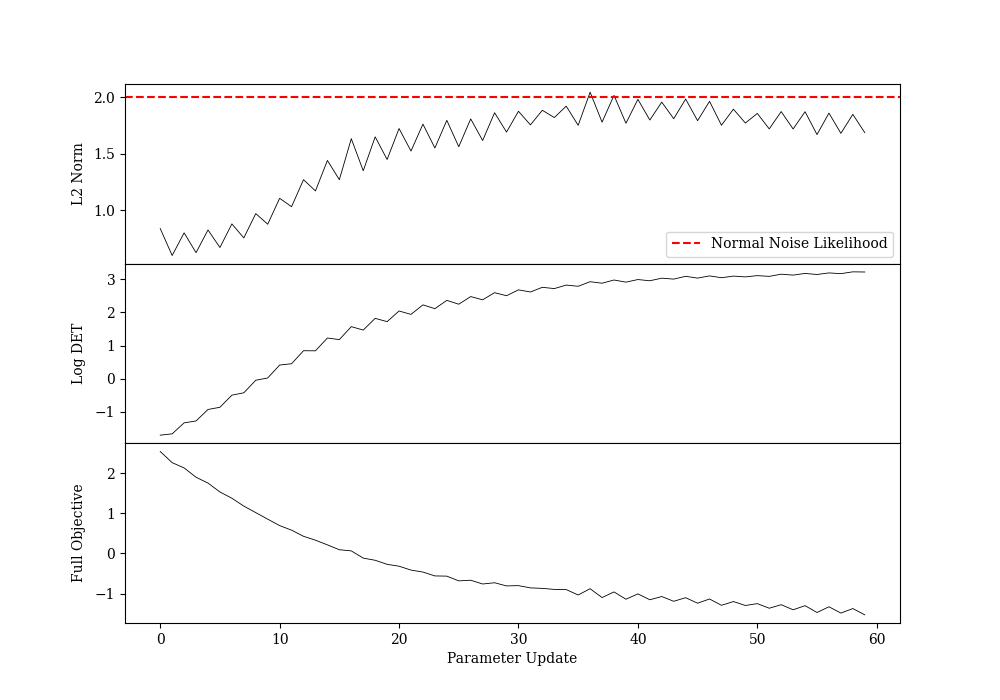 2.0
1.5
1.0
L2 Norm
Normal Noise Likelihood
3
2
1
0
−1
Log DET
2
1
0
−1
Full Objective
0 10 20 30 40 50 60
Parameter Update